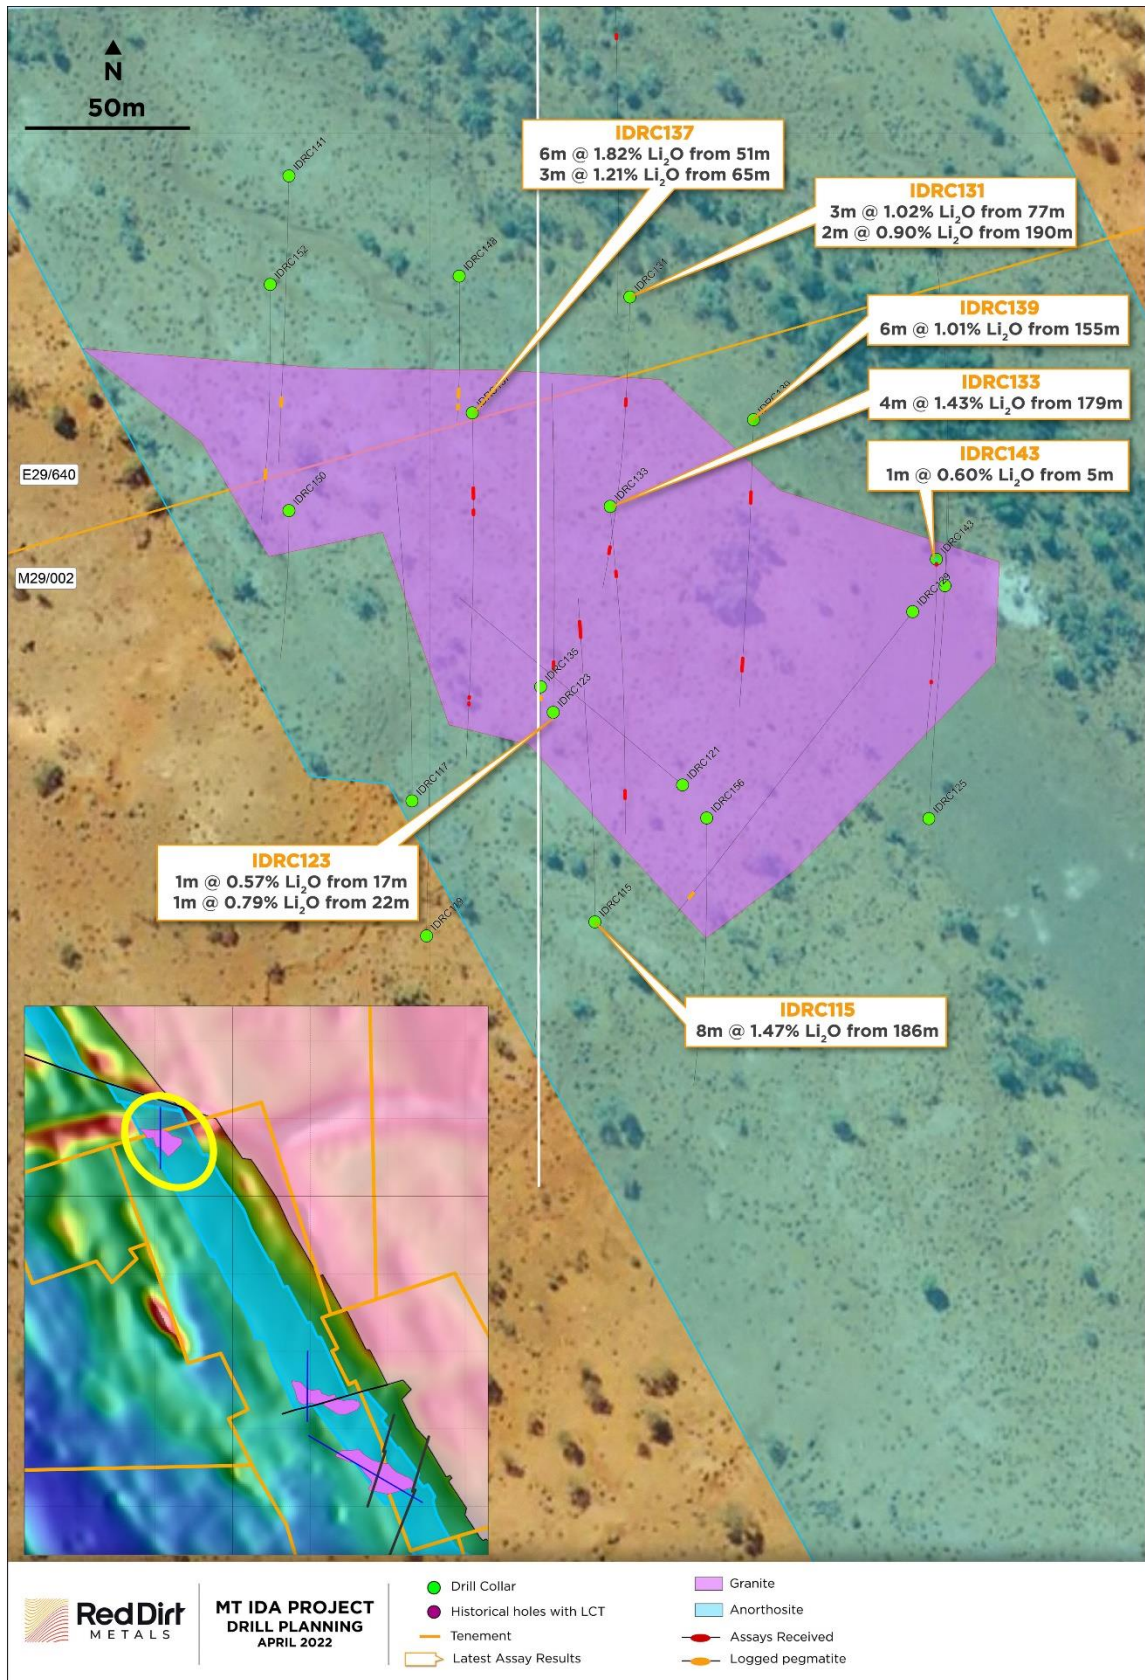 N
50m
IDRC141
IDRC137
6m @ 1.82% Li₂O from 51m
3m @ 1.21% Li₂O from 65m
IDRC131
3m @ 1.02% Li₂O from 77m
2m @ 0.90% Li₂O from 190m
IDRC152
IDRC148
IDRC131
IDRC139
6m @ 1.01% Li₂O from 155m
IDRC133
4m @ 1.43% Li₂O from 179m
IDRC143
1m @ 0.60% Li₂O from 5m
E29/640
M29/002
IDRC150
IDRC133
IDRC143
IDRC129
IDRC135
IDRC123
IDRC117
IDRC121
IDRC156
IDRC125
IDRC123
1m @ 0.57% Li₂O from 17m
1m @ 0.79% Li₂O from 22m
IDRC115
IDRC115
8m @ 1.47% Li₂O from 186m
Red Dirt
METALS
MT IDA PROJECT
DRILL PLANNING
APRIL 2022
Drill Collar
Historical holes with LCT
Tenement
Latest Assay Results
Granite
Anorthosite
Assays Received
Logged pegmatite